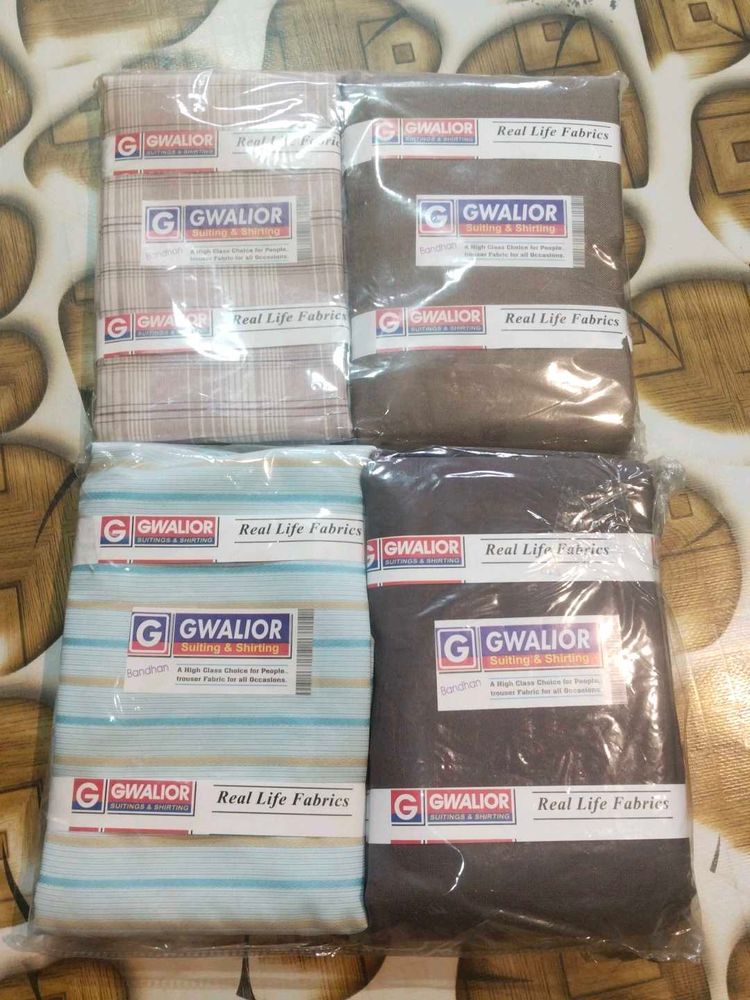 G GWALIOR
SUITINGS & SHIRTING
Real Life Fabric
G GWALIOR
SUITINGS & SHIRTING
Real Life Fabrics
G GWALIOR
Suiting & Shirting
Bandhan
A High Class Choice for People..
trouser Fabric for all Occasions.
G GWALIOR
Suiting & Shirting
Bandhan
A High Class Choice for People..
trouser Fabric for all Occasions.
G GWALIOR
SUITINGS & SHIRTING
Real Life Fabrics
G GWALIOR
SUITINGS & SHIRTING
Real Life Fabrics
G GWALIOR
SUITINGS & SHIRTING
Real Life Fabrics
G GWALIOR
SUITINGS & SHIRTING
Real Life Fabrics
G GWALIOR
Suiting & Shirting
Bandhan
A High Class Choice for People..
trouser Fabric for all Occasions.
G GWALIOR
Suiting & Shirting
Bandhan
A High Class Choice for People..
trouser Fabric for all Occasions.
G GWALIOR
SUITINGS & SHIRTING
Real Life Fabrics
G GWALIOR
SUITINGS & SHIRTING
Real Life Fabrics